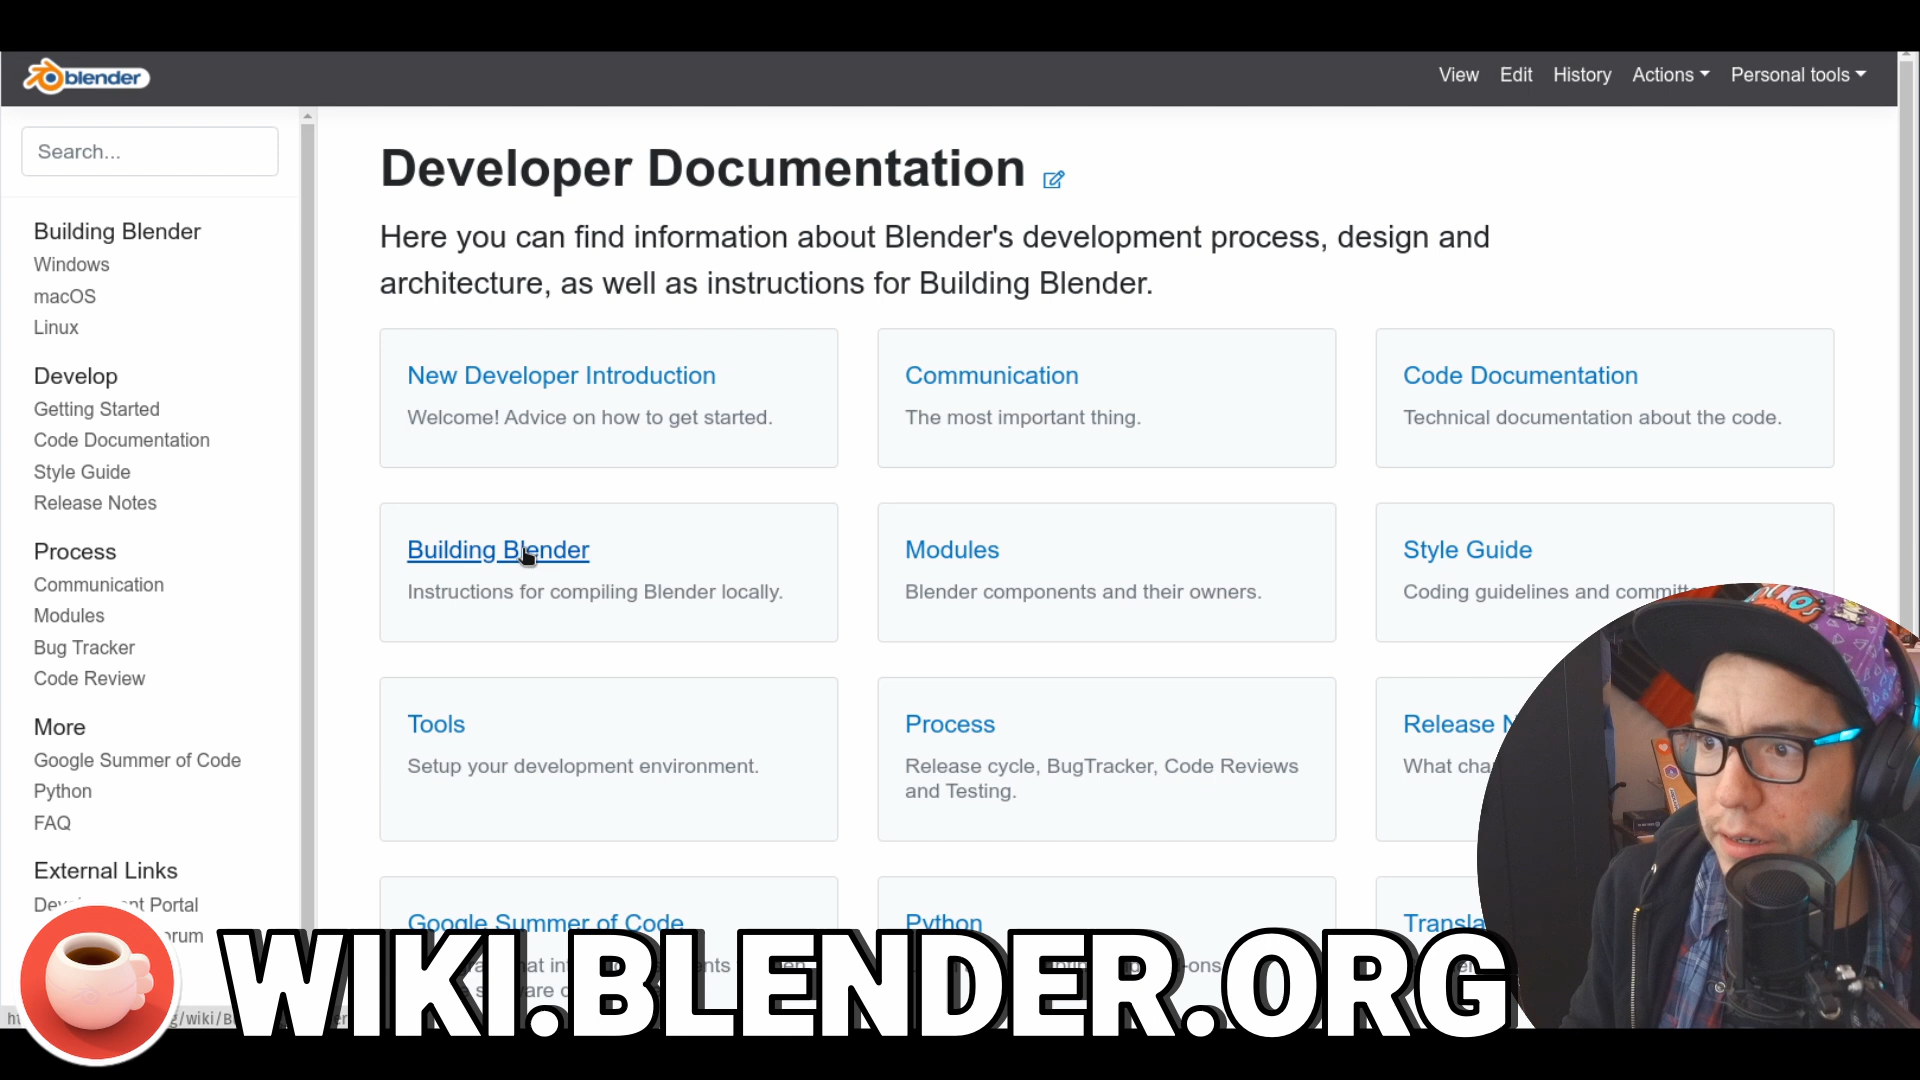 blender
View Edit History Actions Personal tools
Search...
Building Blender
Windows
macOS
Linux
Develop
Getting Started
Code Documentation
Style Guide
Release Notes
Process
Communication
Modules
Bug Tracker
Code Review
More
Google Summer of Code
Python
FAQ
External Links
Portal
Developer Documentation
Here you can find information about Blender's development process, design and
architecture, as well as instructions for Building Blender.
New Developer Introduction
Welcome! Advice on how to get started.
Communication
The most important thing.
Code Documentation
Technical documentation about the code.
Building Blender
Instructions for compiling Blender locally.
Modules
Blender components and their owners.
Style Guide
Coding guidelines and
Tools
Setup your development environment.
Process
Release cycle, BugTracker, Code Reviews
and Testing.
Release
What
Google Summer of Code
Python
WIKI.BLENDER.ORG